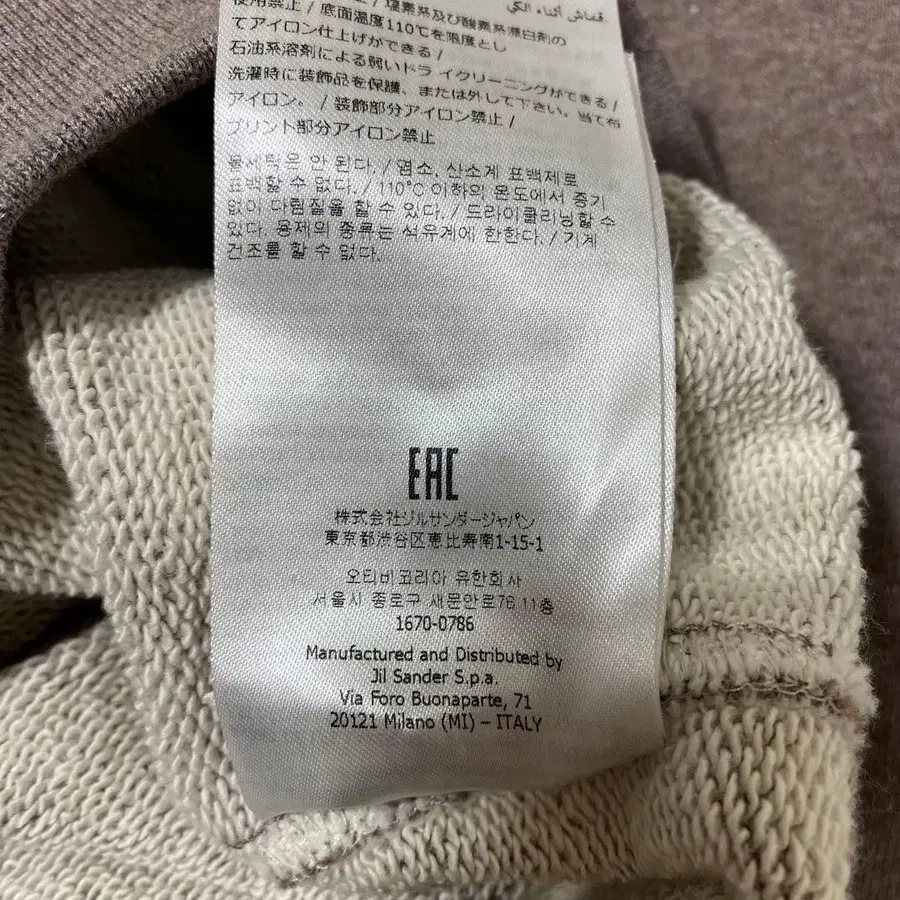 قماش أثناء الكي.
使用禁止 / 底面温度110℃を限度とし
てアイロン仕上げができる /
石油系溶剤による弱いドラ イクリーニングができる /
洗濯時に装飾品を保護、または外して下さい。当て布
アイロン。 / 装飾部分アイロン禁止 /
プリント部分アイロン禁止
물세탁은 안 된다. / 염소, 산소계 표백제로
표백할 수 없다. / 110°C 이하의 온도에서 증기
없이 다림질을 할 수 있다. / 드라이클리닝할 수
있다. 용제의 종류는 석유계에 한한다. / 기계
건조를 할 수 없다.
EAC
株式会社ジルサンダージャパン
東京都渋谷区恵比寿南1-15-1
오티비코리아 유한회사
서울시 종로구 새문안로76 11층
1670-0786
Manufactured and Distributed by
Jil Sander S.p.a.
Via Foro Buonaparte, 71
20121 Milano (MI) – ITALY